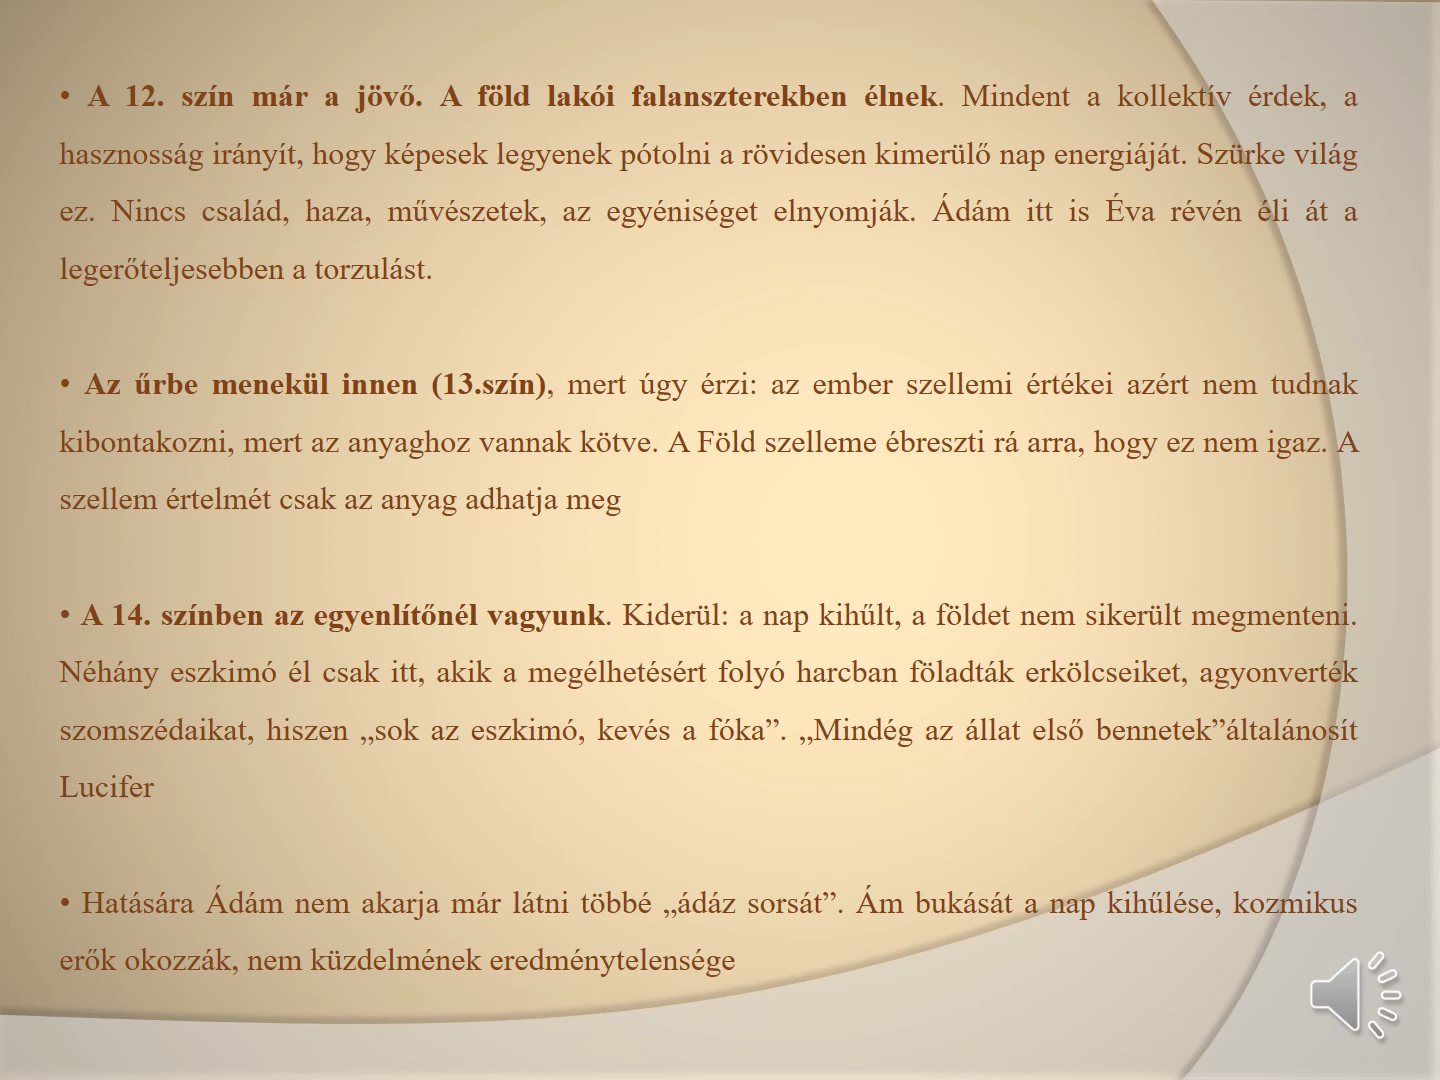 • A 12. szín már a jövő. A föld lakói falanszterekben élnek. Mindent a kollektív érdek, a
hasznosság irányít, hogy képesek legyenek pótolni a rövidesen kimerülő nap energiáját. Szürke világ
ez. Nincs család, haza, művészetek, az egyéniséget elnyomják. Ádám itt is Éva révén éli át a
legerőteljesebben a torzulást.
• Az űrbe menekül innen (13.szín), mert úgy érzi: az ember szellemi értékei azért nem tudnak
kibontakozni, mert az anyaghoz vannak kötve. A Föld szelleme ébreszti rá arra, hogy ez nem igaz. A
szellem értelmét csak az anyag adhatja meg
• A 14. színben az egyenlítőnél vagyunk. Kiderül: a nap kihűlt, a földet nem sikerült megmenteni.
Néhány eszkimó él csak itt, akik a megélhetésért folyó harcban föladták erkölcseiket, agyonverték
szomszédaikat, hiszen „sok az eszkimó, kevés a fóka”. „Mindég az állat első bennetek”általánosít
Lucifer
• Hatására Ádám nem akarja már látni többé „ádáz sorsát”. Ám bukását a nap kihűlése, kozmikus
erők okozzák, nem küzdelmének eredménytelensége